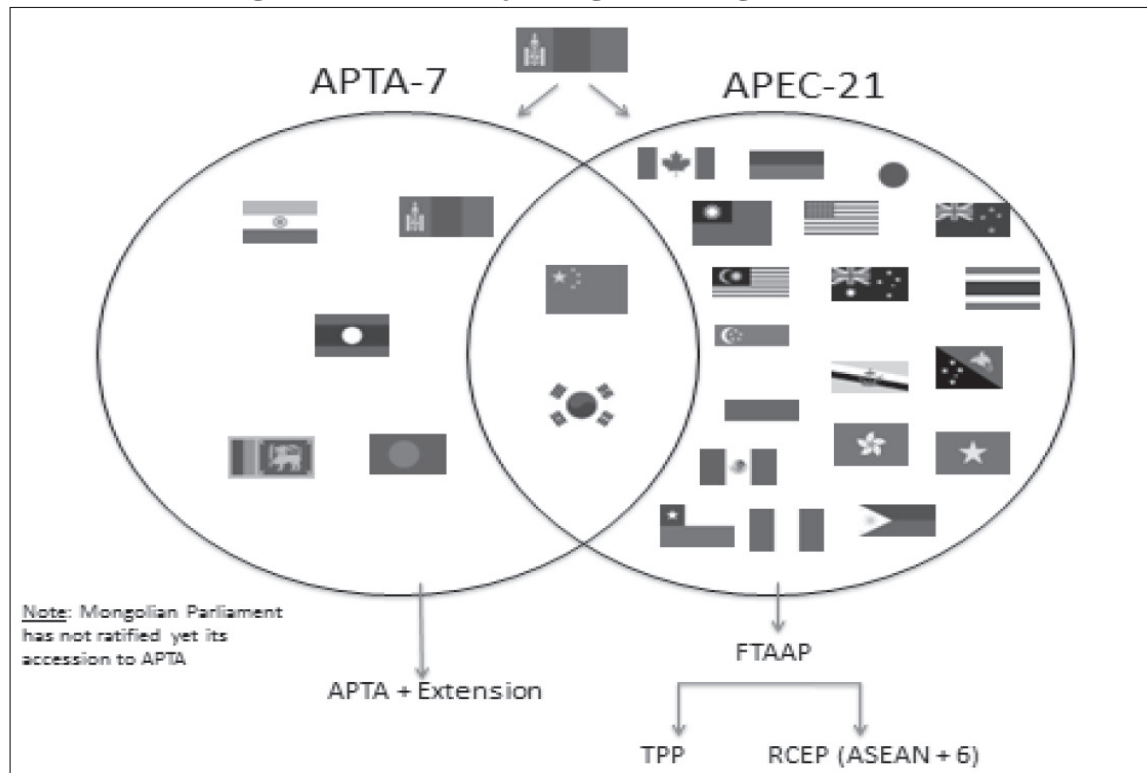 APTA-7
APEC-21
Note: Mongolian Parliament
has not ratified yet its
accession to APTA
APTA + Extension
FTAAP
TPP
RCEP (ASEAN + 6)